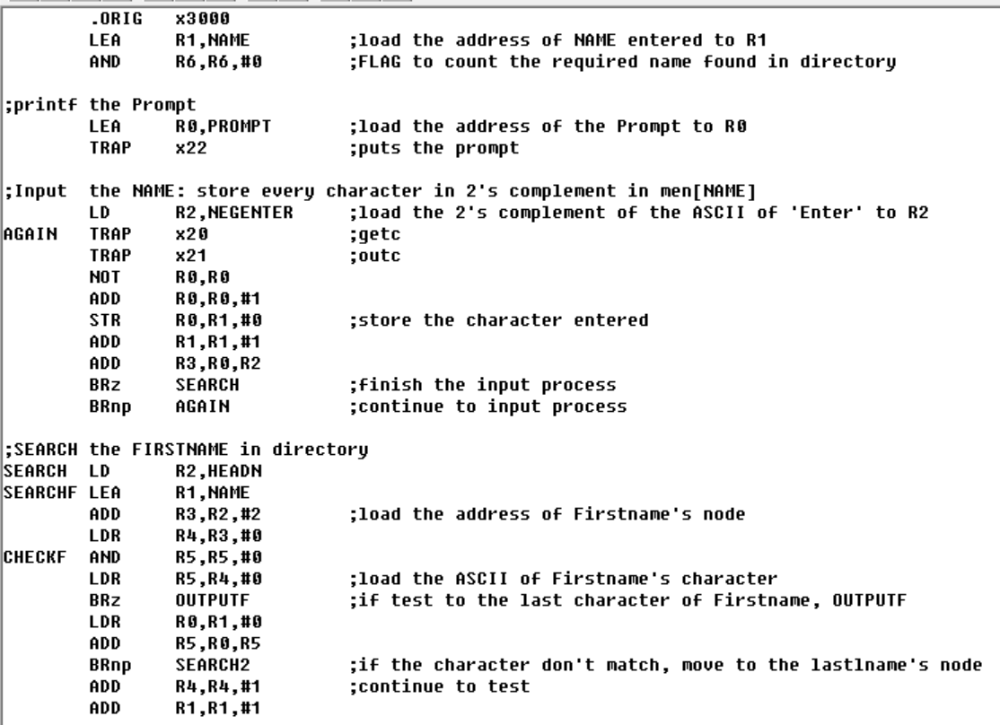 .ORIG x3000
LEA R1,NAME ;load the address of NAME entered to R1
AND R6,R6,#0 ;FLAG to count the required name found in directory
;printf the Prompt
LEA R0,PROMPT ;load the address of the Prompt to R0
TRAP x22 ;puts the prompt
;Input the NAME: store every character in 2's complement in men[NAME]
LD R2,NEGENTER ;load the 2's complement of the ASCII of 'Enter' to R2
AGAIN TRAP x20 ;getc
TRAP x21 ;outc
NOT R0,R0
ADD R0,R0,#1
STR R0,R1,#0 ;store the character entered
ADD R1,R1,#1
ADD R3,R0,R2
BRz SEARCH ;finish the input process
BRnp AGAIN ;continue to input process
;SEARCH the FIRSTNAME in directory
SEARCH LD R2,HEADN
SEARCHF LEA R1,NAME
ADD R3,R2,#2 ;load the address of Firstname's node
LDR R4,R3,#0
CHECKF AND R5,R5,#0
LDR R5,R4,#0 ;load the ASCII of Firstname's character
BRz OUTPUTF ;if test to the last character of Firstname, OUTPUTF
LDR R0,R1,#0
ADD R5,R0,R5
BRnp SEARCH2 ;if the character don't match, move to the lastlname's node
ADD R4,R4,#1 ;continue to test
ADD R1,R1,#1